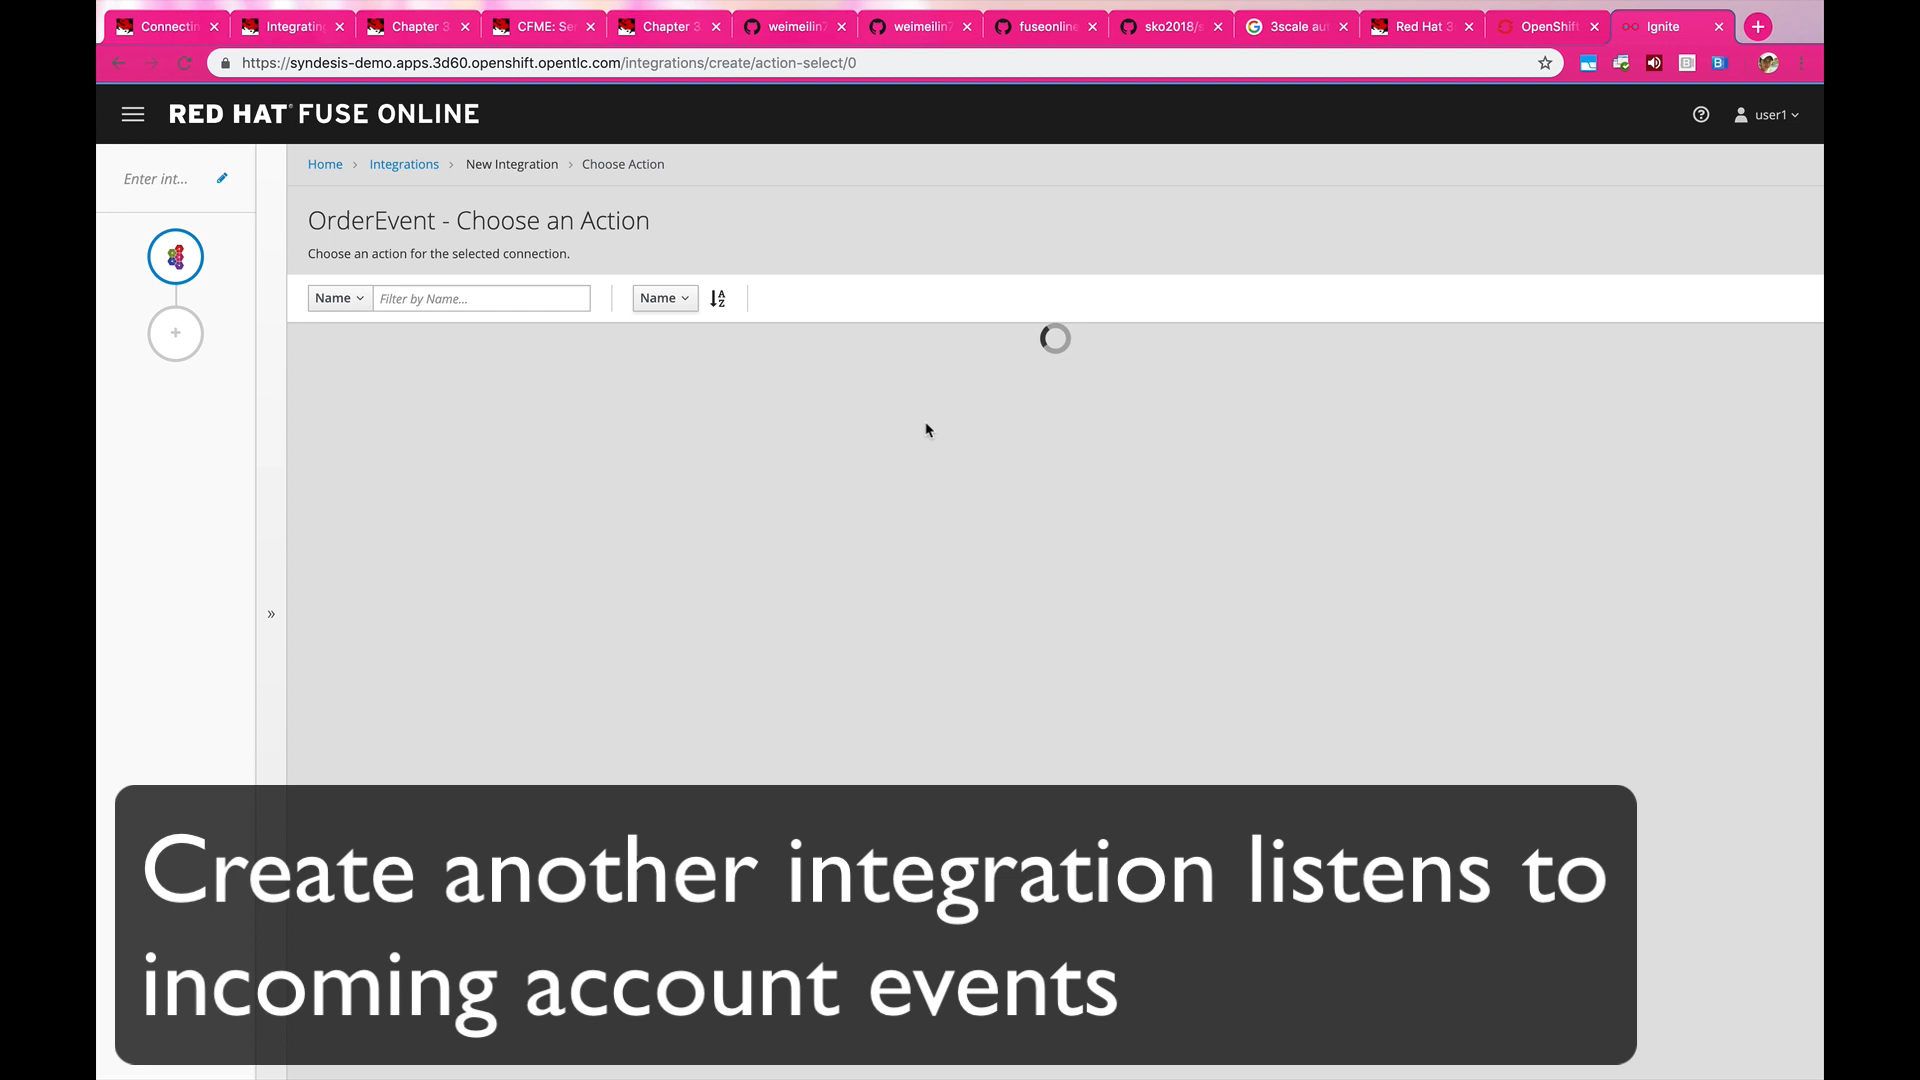 Connectin
Integratin
Chapter 3
CFME: Se
Chapter 3
weimeilin7
weimeilin7
fuseonline
sko2018/s
3scale au
Red Hat 3
OpenShift
Ignite
https://syndesis-demo.apps.3d60.openshift.opentlc.com/integrations/create/action-select/0
RED HAT FUSE ONLINE
user1
Enter int...
Home > Integrations > New Integration > Choose Action
OrderEvent - Choose an Action
Choose an action for the selected connection.
Name
Filter by Name...
Name
Create another integration listens to
incoming account events